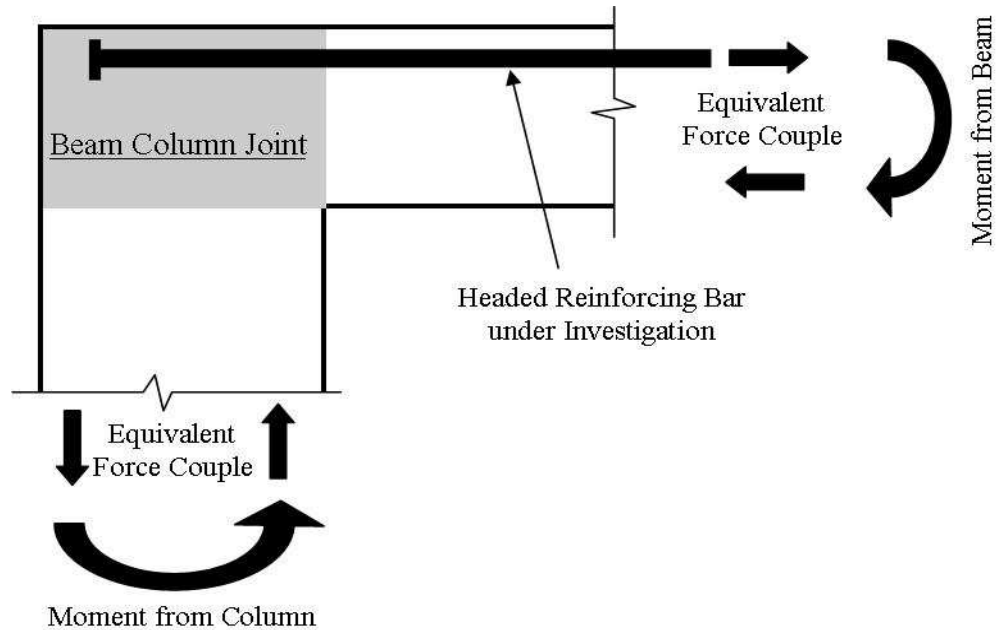 Beam Column Joint
Equivalent
Force Couple
Moment from Beam
Headed Reinforcing Bar
under Investigation
Equivalent
Force Couple
Moment from Column